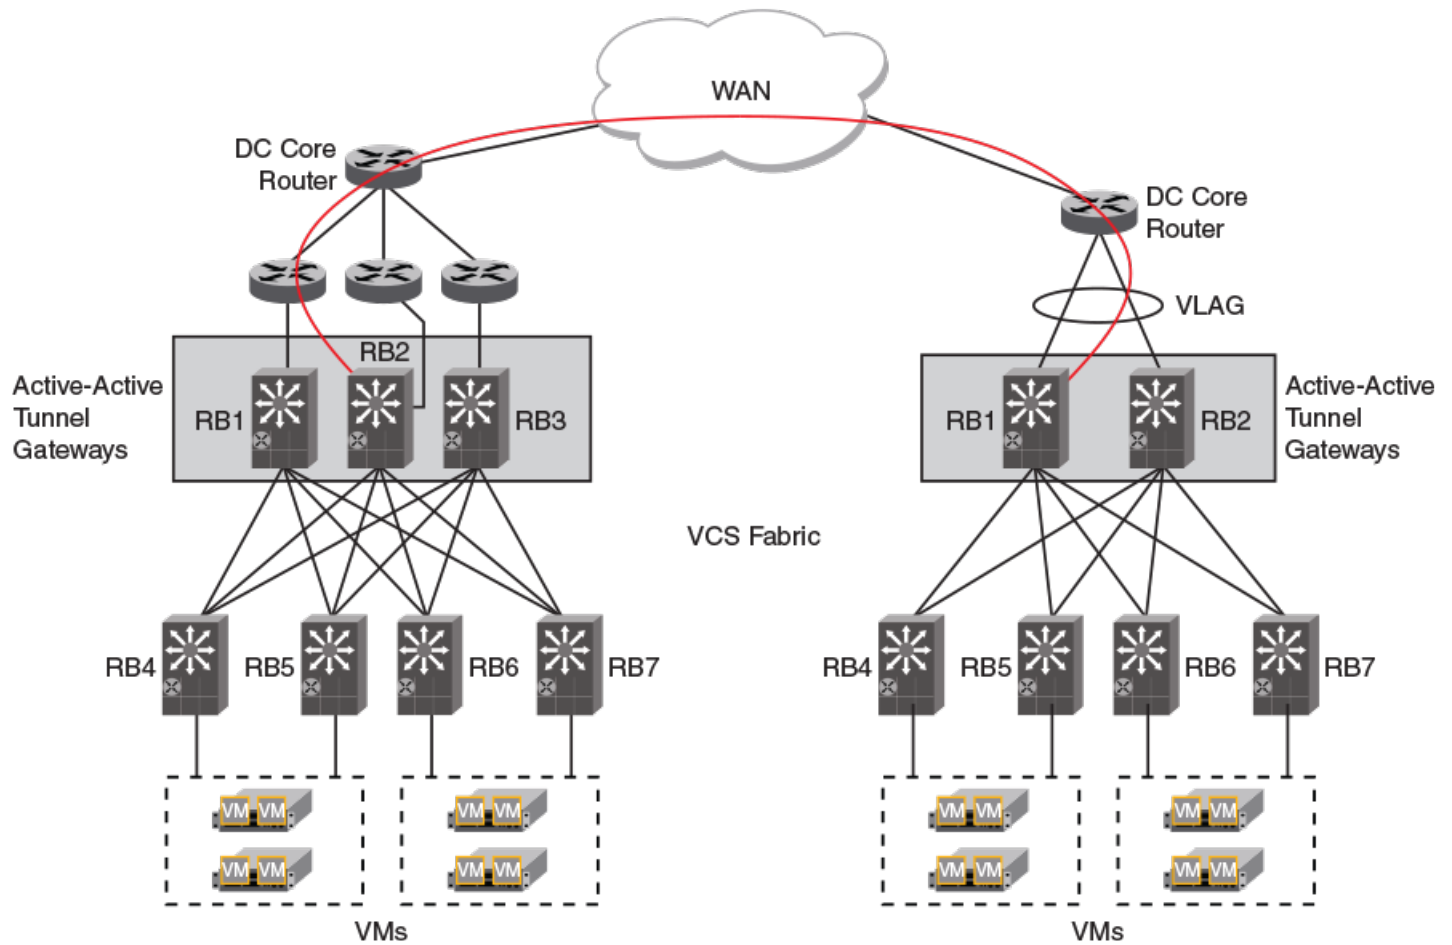 WAN
DC Core
Router
DC Core
Router
VLAG
RB2
Active-Active
Tunnel
Gateways
RB1
RB3
RB1
RB2
Active-Active
Tunnel
Gateways
VCS Fabric
RB4
RB5
RB6
RB7
RB4
RB5
RB6
RB7
VM VM
VM VM
VM VM
VM VM
VM VM
VM VM
VM VM
VM VM
VMs
VMs